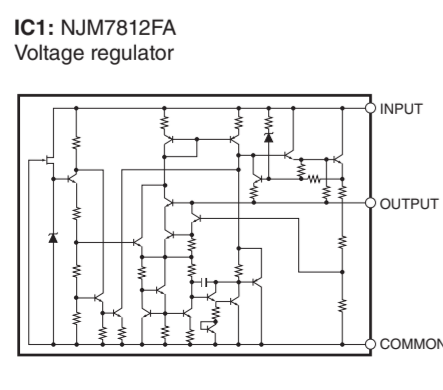 IC1: NJM7812FA
Voltage regulator
INPUT
OUTPUT
COMMON